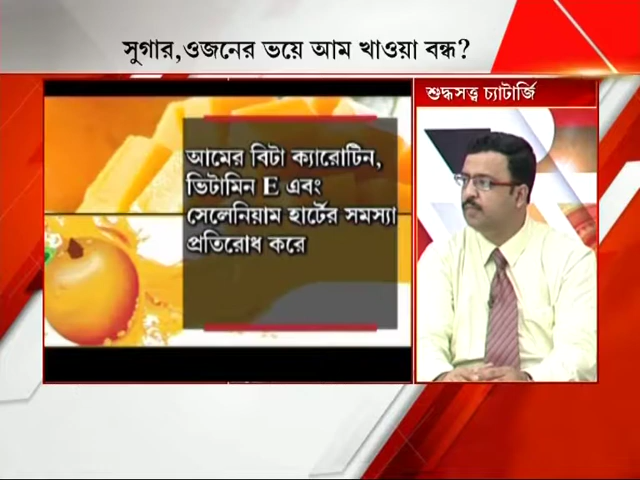 সুগার,ওজনের ভয়ে আম খাওয়া বন্ধ?
শুদ্ধসত্ত্ব চ্যাটার্জি
আমের বিটা ক্যারোটিন,
ভিটামিন E এবং
সেলেনিয়াম হার্টের সমস্যা
প্রতিরোধ করে